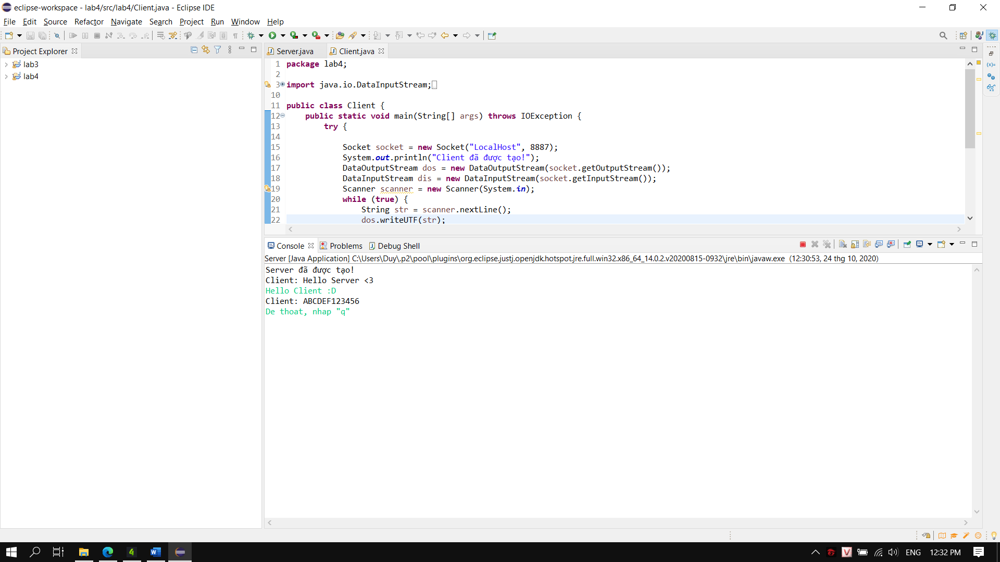 eclipse-workspace - lab4/src/lab4/Client.java - Eclipse IDE
File Edit Source Refactor Navigate Search Project Run Window Help
Project Explorer
lab3
lab4
Server.java Client.java
1 package lab4;
2
3 import java.io.DataInputStream;
10
11 public class Client {
12 public static void main(String[] args) throws IOException {
13 try {
14
15 Socket socket = new Socket("LocalHost", 8887);
16 System.out.println("Client đã được tạo!");
17 DataOutputStream dos = new DataOutputStream(socket.getOutputStream());
18 DataInputStream dis = new DataInputStream(socket.getInputStream());
19 Scanner scanner = new Scanner(System.in);
20 while (true) {
21 String str = scanner.nextLine();
22 dos.writeUTF(str);
Console Problems Debug Shell
Server [Java Application] C:\Users\Duy\.p2\pool\plugins\org.eclipse.justj.openjdk.hotspot.jre.full.win32.x86_64_14.0.2.v20200815-0932\jre\bin\javaw.exe (12:30:53, 24 thg 10, 2020)
Server đã được tạo!
Client: Hello Server <3
Hello Client :D
Client: ABCDEF123456
De thoat, nhap "q"
ENG 12:32 PM